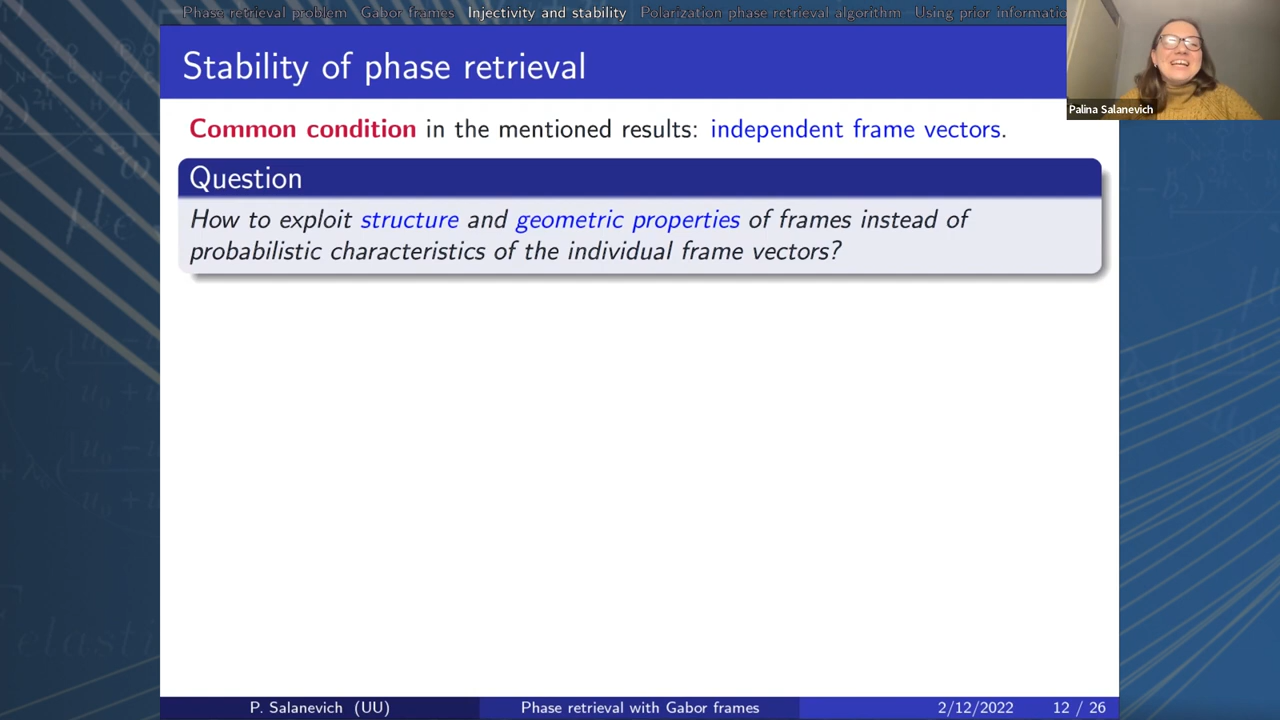 Phase retrieval problem Gabor frames Injectivity and stability Polarization phase retrieval algorithm Using prior
Stability of phase retrieval
Palina Salanevich
Common condition in the mentioned results: independent frame vectors.
Question
How to exploit structure and geometric properties of frames instead of
probabilistic characteristics of the individual frame vectors?
P. Salanevich (UU) Phase retrieval with Gabor frames 2/12/2022 12 / 26